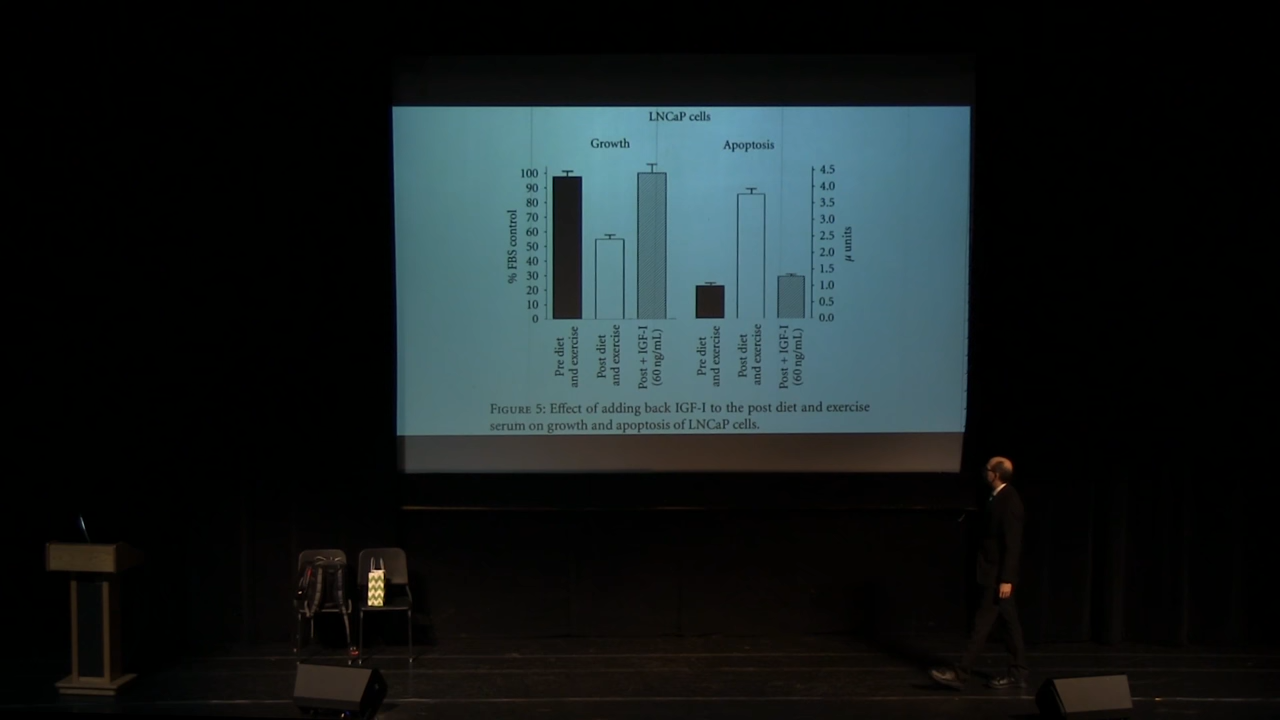 LNCaP cells
Growth
Apoptosis
% FBS control
100
90
80
70
60
50
40
30
20
10
0
4.5
4.0
3.5
3.0
2.5
2.0
1.5
1.0
0.5
0.0
μ units
Pre diet
and exercise
Post diet
and exercise
Post + IGF-I
(60 ng/mL)
Pre diet
and exercise
Post diet
and exercise
Post + IGF-I
(60 ng/mL)
FIGURE 5: Effect of adding back IGF-I to the post diet and exercise
serum on growth and apoptosis of LNCaP cells.